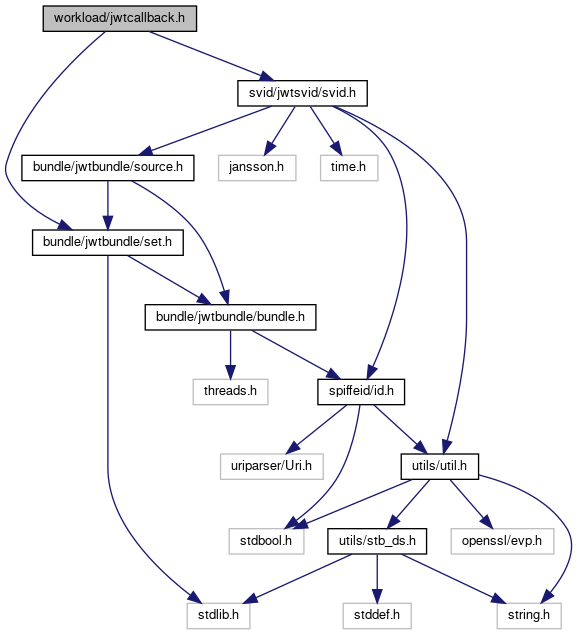 workload/jwtcallback.h
svid/jwtsvid/svid.h
bundle/jwtbundle/source.h
jansson.h
time.h
bundle/jwtbundle/set.h
bundle/jwtbundle/bundle.h
threads.h
spiffeid/id.h
uriparser/Uri.h
utils/util.h
stdbool.h
utils/stb_ds.h
openssl/evp.h
stdlib.h
stddef.h
string.h